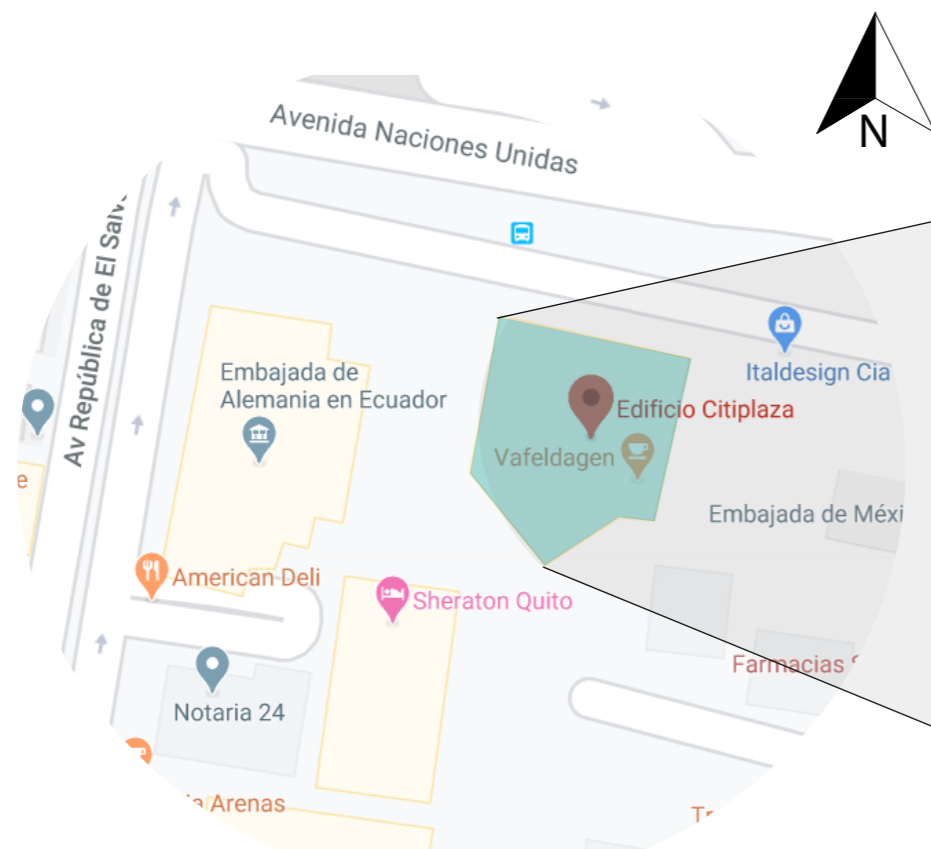 N
Avenida Naciones Unidas
Av República de El Salv
Italdesign Cia
Embajada de
Alemania en Ecuador
Edificio Citiplaza
Vafeldagen
e
Embajada de Méxi
American Deli
Sheraton Quito
Farmacias
Notaria 24
a Arenas
Tr